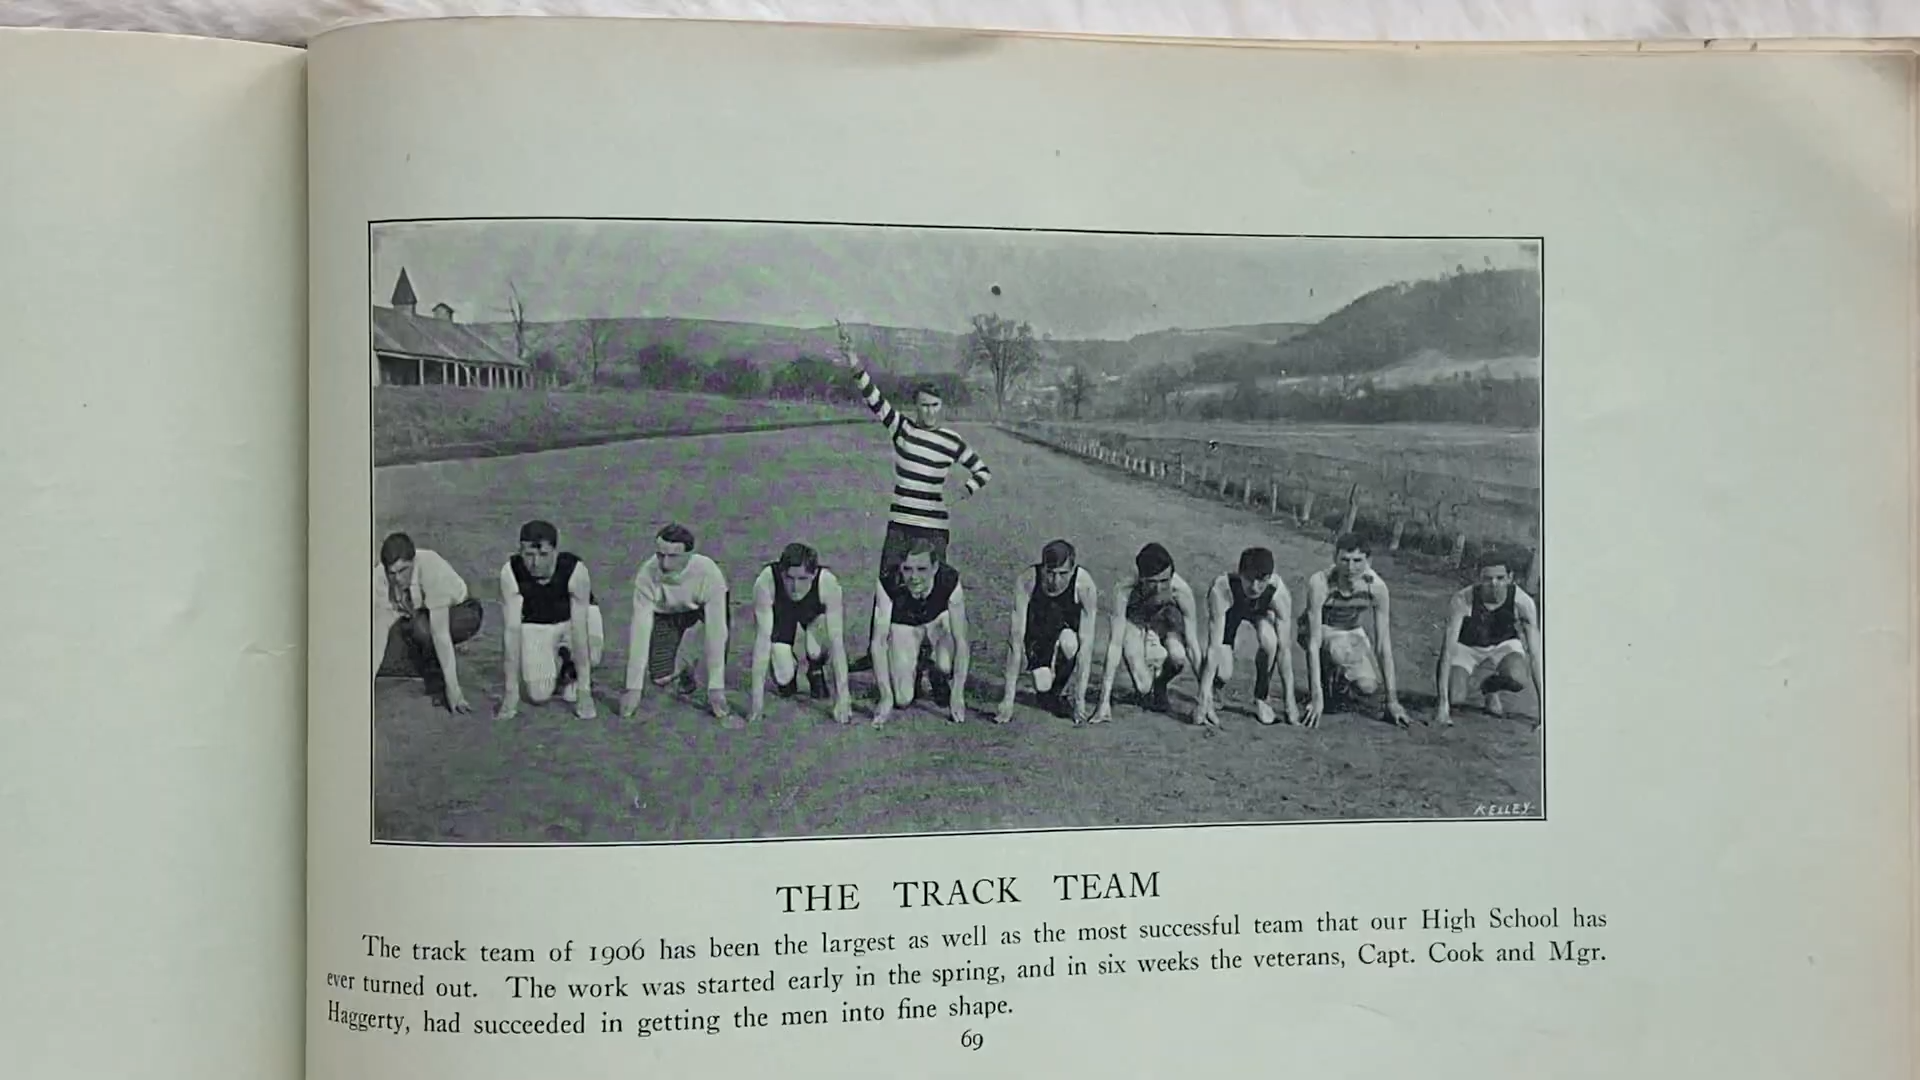 KELLEY
THE TRACK TEAM
The track team of 1906 has been the largest as well as the most successful team that our High School has
ever turned out. The work was started early in the spring, and in six weeks the veterans, Capt. Cook and Mgr.
Haggerty, had succeeded in getting the men into fine shape.
69